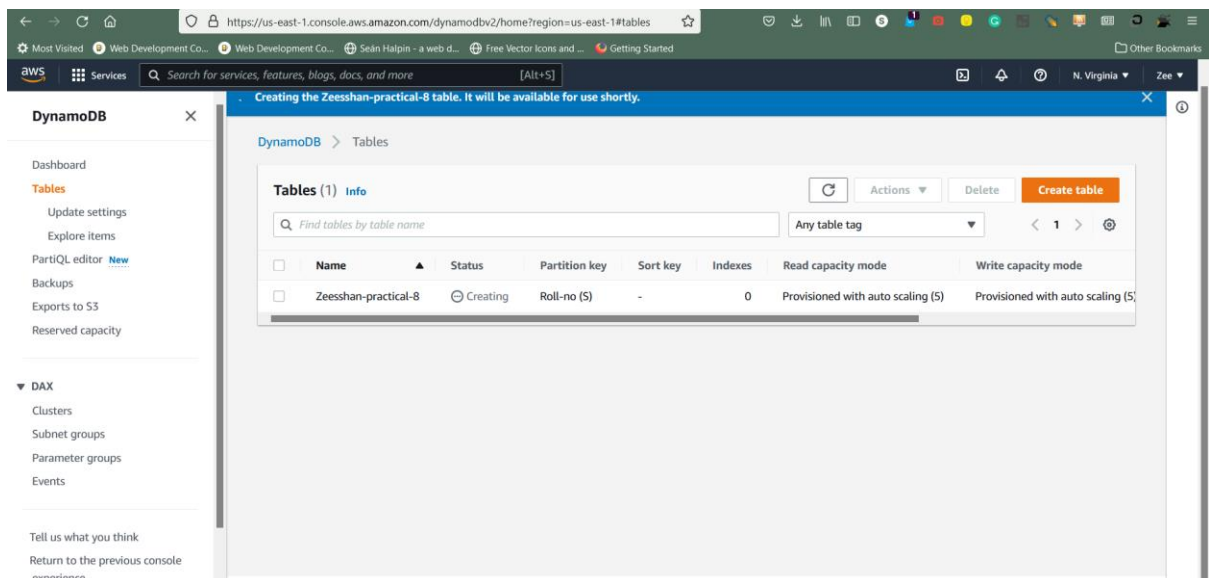 https://us-east-1.console.aws.amazon.com/dynamodbv2/home?region=us-east-1#tables
Most Visited Web Development Co... Web Development Co... Seán Halpin - a web d... Free Vector Icons and ... Getting Started Other Bookmarks
aws Services Search for services, features, blogs, docs, and more [Alt+S] N. Virginia ▼ Zee ▼
Creating the Zeesshan-practical-8 table. It will be available for use shortly.
DynamoDB
DynamoDB > Tables
Dashboard
Tables
Update settings
Explore items
PartiQL editor New
Backups
Exports to S3
Reserved capacity
DAX
Clusters
Subnet groups
Parameter groups
Events
Tell us what you think
Return to the previous console
experience
Tables (1) Info
Actions ▼ Delete Create table
Find tables by table name Any table tag < 1 >
Name Status Partition key Sort key Indexes Read capacity mode Write capacity mode
Zeesshan-practical-8 Creating Roll-no (S) - 0 Provisioned with auto scaling (5) Provisioned with auto scaling (5)